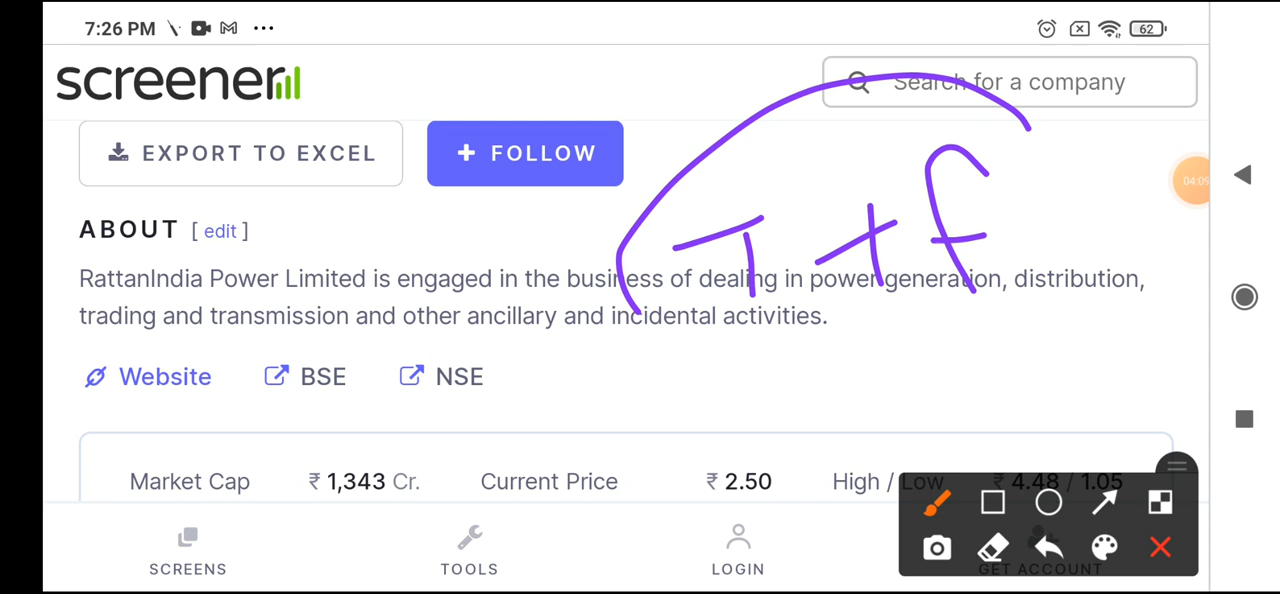 7:26 PM ... 62
screener
Search for a company
EXPORT TO EXCEL
+ FOLLOW
04:09
T + f
ABOUT [ edit ]
RattanIndia Power Limited is engaged in the business of dealing in power generation, distribution,
trading and transmission and other ancillary and incidental activities.
Website BSE NSE
Market Cap ₹ 1,343 Cr. Current Price ₹ 2.50 High / Low ₹ 4.48 / 1.05
SCREENS TOOLS LOGIN GET ACCOUNT